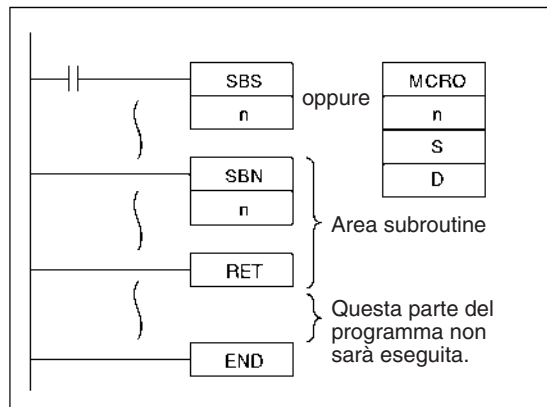 SBS
n
oppure
MCRO
n
S
D
SBN
n
Area subroutine
RET
Questa parte del
programma non
sarà eseguita.
END